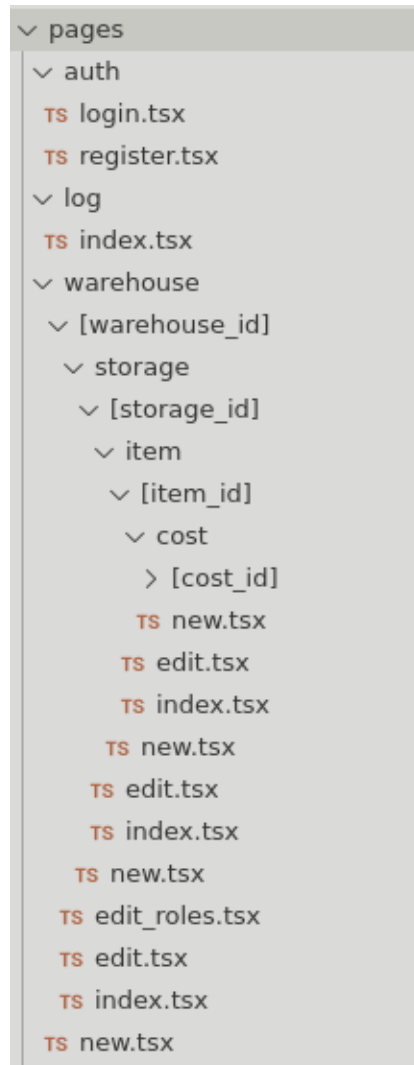 pages
auth
TS login.tsx
TS register.tsx
log
TS index.tsx
warehouse
[warehouse_id]
storage
[storage_id]
item
[item_id]
cost
[cost_id]
TS new.tsx
TS edit.tsx
TS index.tsx
TS new.tsx
TS edit.tsx
TS index.tsx
TS new.tsx
TS edit_roles.tsx
TS edit.tsx
TS index.tsx
TS new.tsx